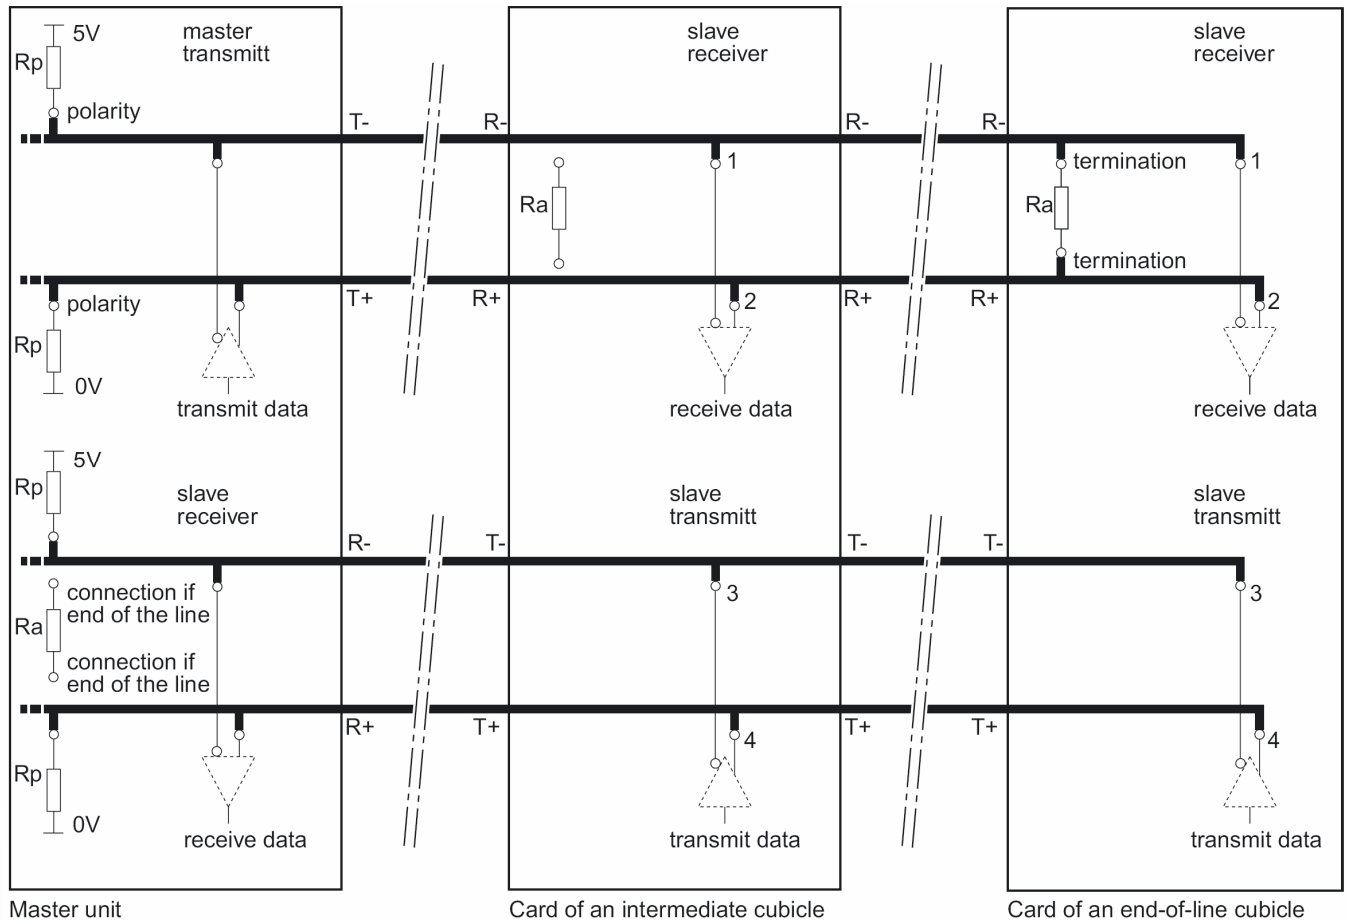 5V
Rp
polarity
master
transmitt
T-
R-
slave
receiver
1
R-
R-
slave
receiver
termination
1
Ra
Ra
termination
polarity
T+
R+
2
R+
R+
2
Rp
0V
transmit data
receive data
receive data
5V
Rp
slave
receiver
slave
transmitt
slave
transmitt
R-
T-
T-
T-
connection if
end of the line
3
3
Ra
connection if
end of the line
R+
T+
T+
T+
4
4
Rp
0V
receive data
transmit data
transmit data
Master unit
Card of an intermediate cubicle
Card of an end-of-line cubicle